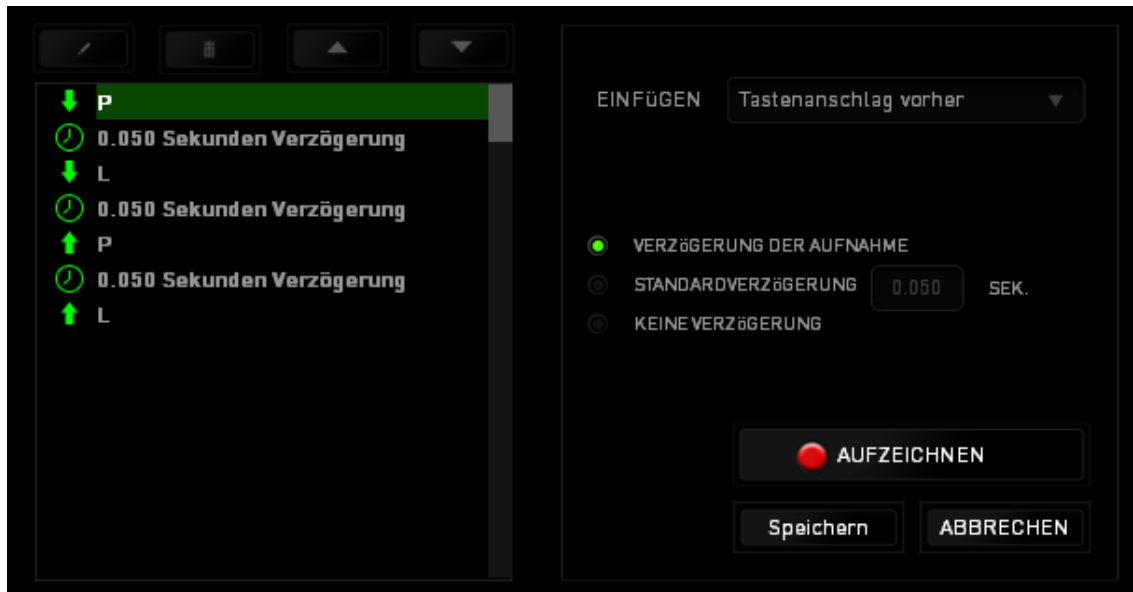 P
0.050 Sekunden Verzögerung
L
0.050 Sekunden Verzögerung
P
0.050 Sekunden Verzögerung
L
EINFüGEN Tastenanschlag vorher
VERZöGERUNG DER AUFNAHME
STANDARDVERZöGERUNG 0.050 SEK.
KEINE VERZöGERUNG
AUFZEICHNEN
Speichern ABBRECHEN